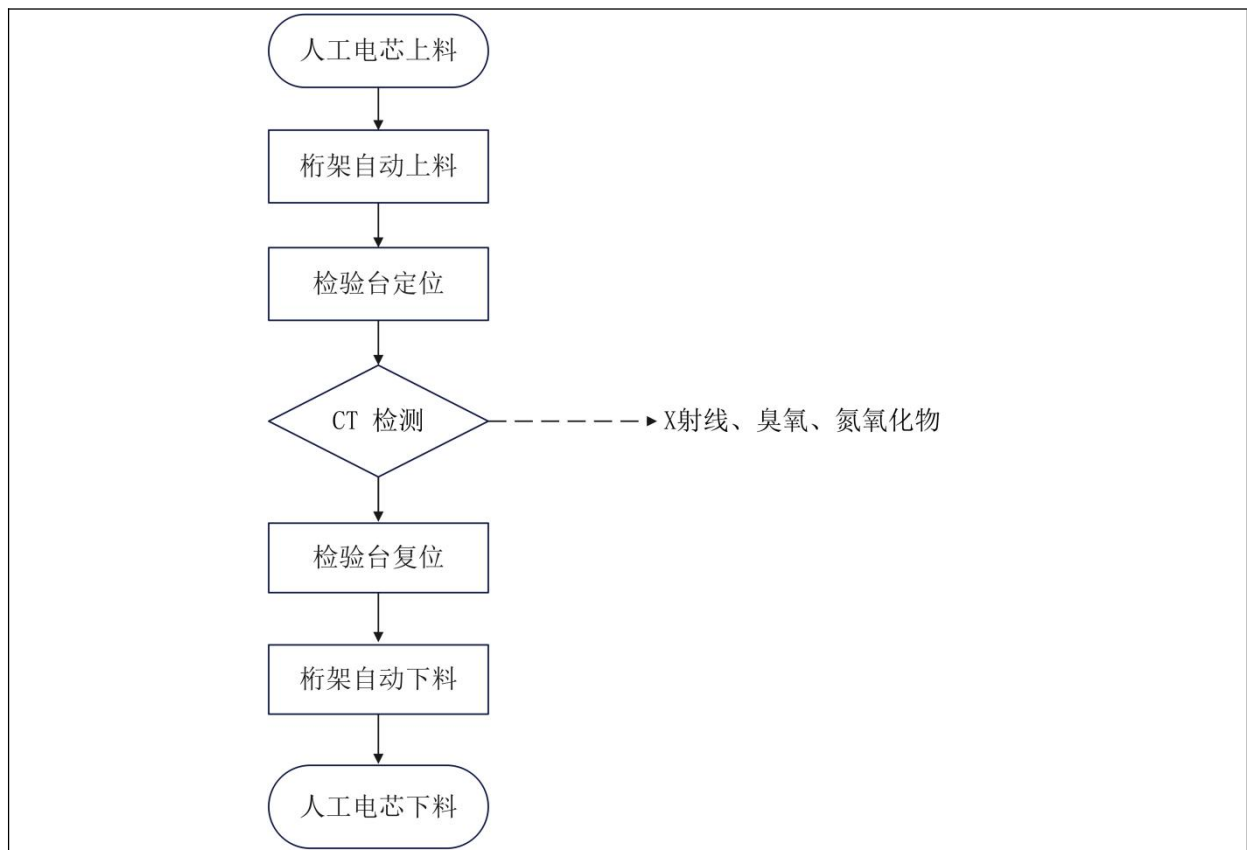 人工电芯上料
桁架自动上料
检验台定位
CT 检测
X射线、臭氧、氮氧化物
检验台复位
桁架自动下料
人工电芯下料